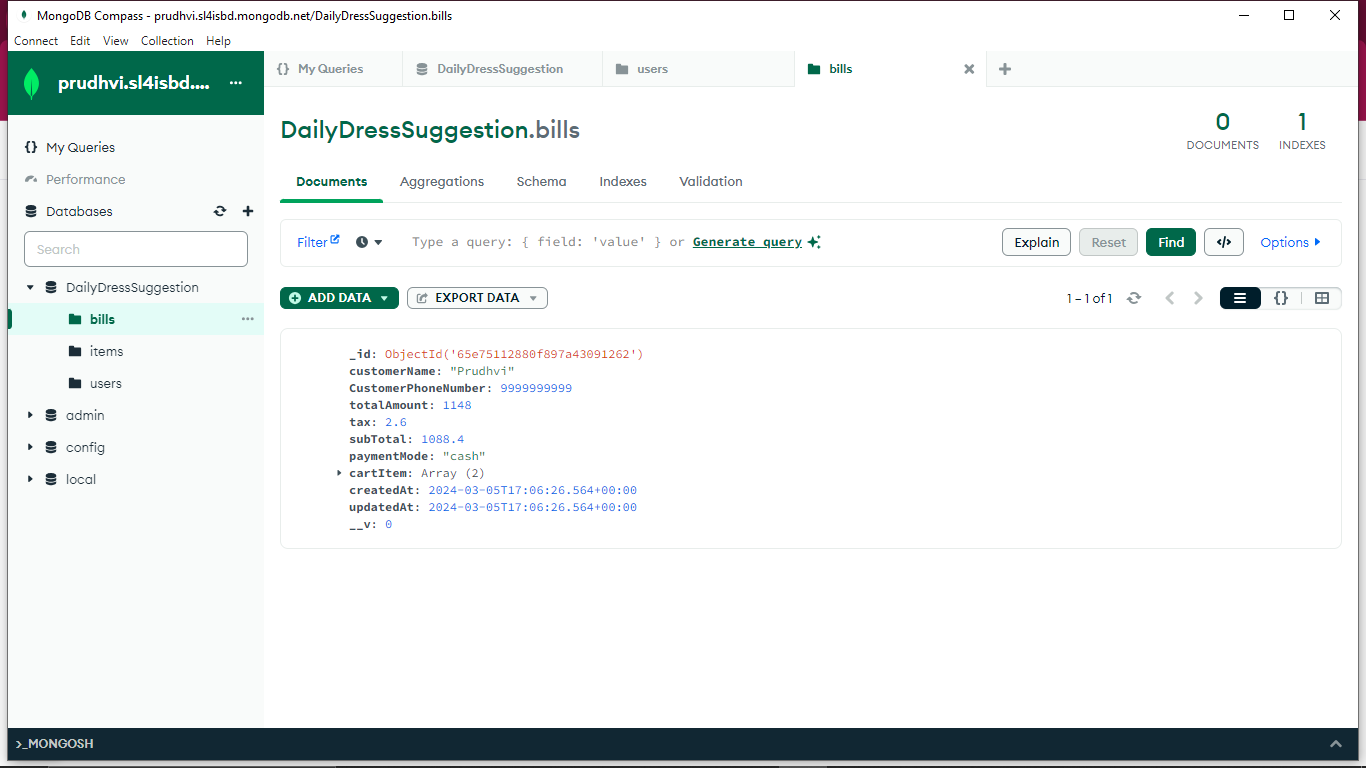 MongoDB Compass - prudhvi.sl4isbd.mongodb.net/DailyDressSuggestion.bills
Connect Edit View Collection Help
prudhvi.sl4isbd.... ...
{} My Queries
DailyDressSuggestion
users
bills
My Queries
Performance
Databases
Search
DailyDressSuggestion
bills ...
items
users
admin
config
local
DailyDressSuggestion.bills
0
DOCUMENTS
1
INDEXES
Documents Aggregations Schema Indexes Validation
Filter Type a query: { field: 'value' } or Generate query Explain Reset Find </> Options
ADD DATA EXPORT DATA 1 – 1 of 1 {}
_id: ObjectId('65e75112880f897a43091262')
customerName: "Prudhvi"
CustomerPhoneNumber: 9999999999
totalAmount: 1148
tax: 2.6
subTotal: 1088.4
paymentMode: "cash"
cartItem: Array (2)
createdAt: 2024-03-05T17:06:26.564+00:00
updatedAt: 2024-03-05T17:06:26.564+00:00
__v: 0
>_MONGOSH